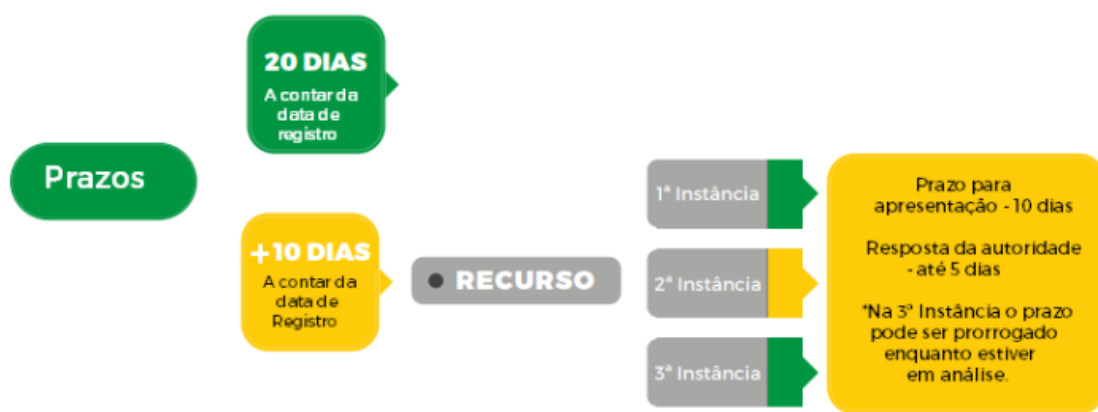 Prazos
20 DIAS
A contar da
data de
registro
+10 DIAS
A contar da
data de
Registro
RECURSO
1ª Instância
2ª Instância
3ª Instância
Prazo para
apresentação - 10 dias
Resposta da autoridade
- até 5 dias
*Na 3ª Instância o prazo
pode ser prorrogado
enquanto estiver
em análise.